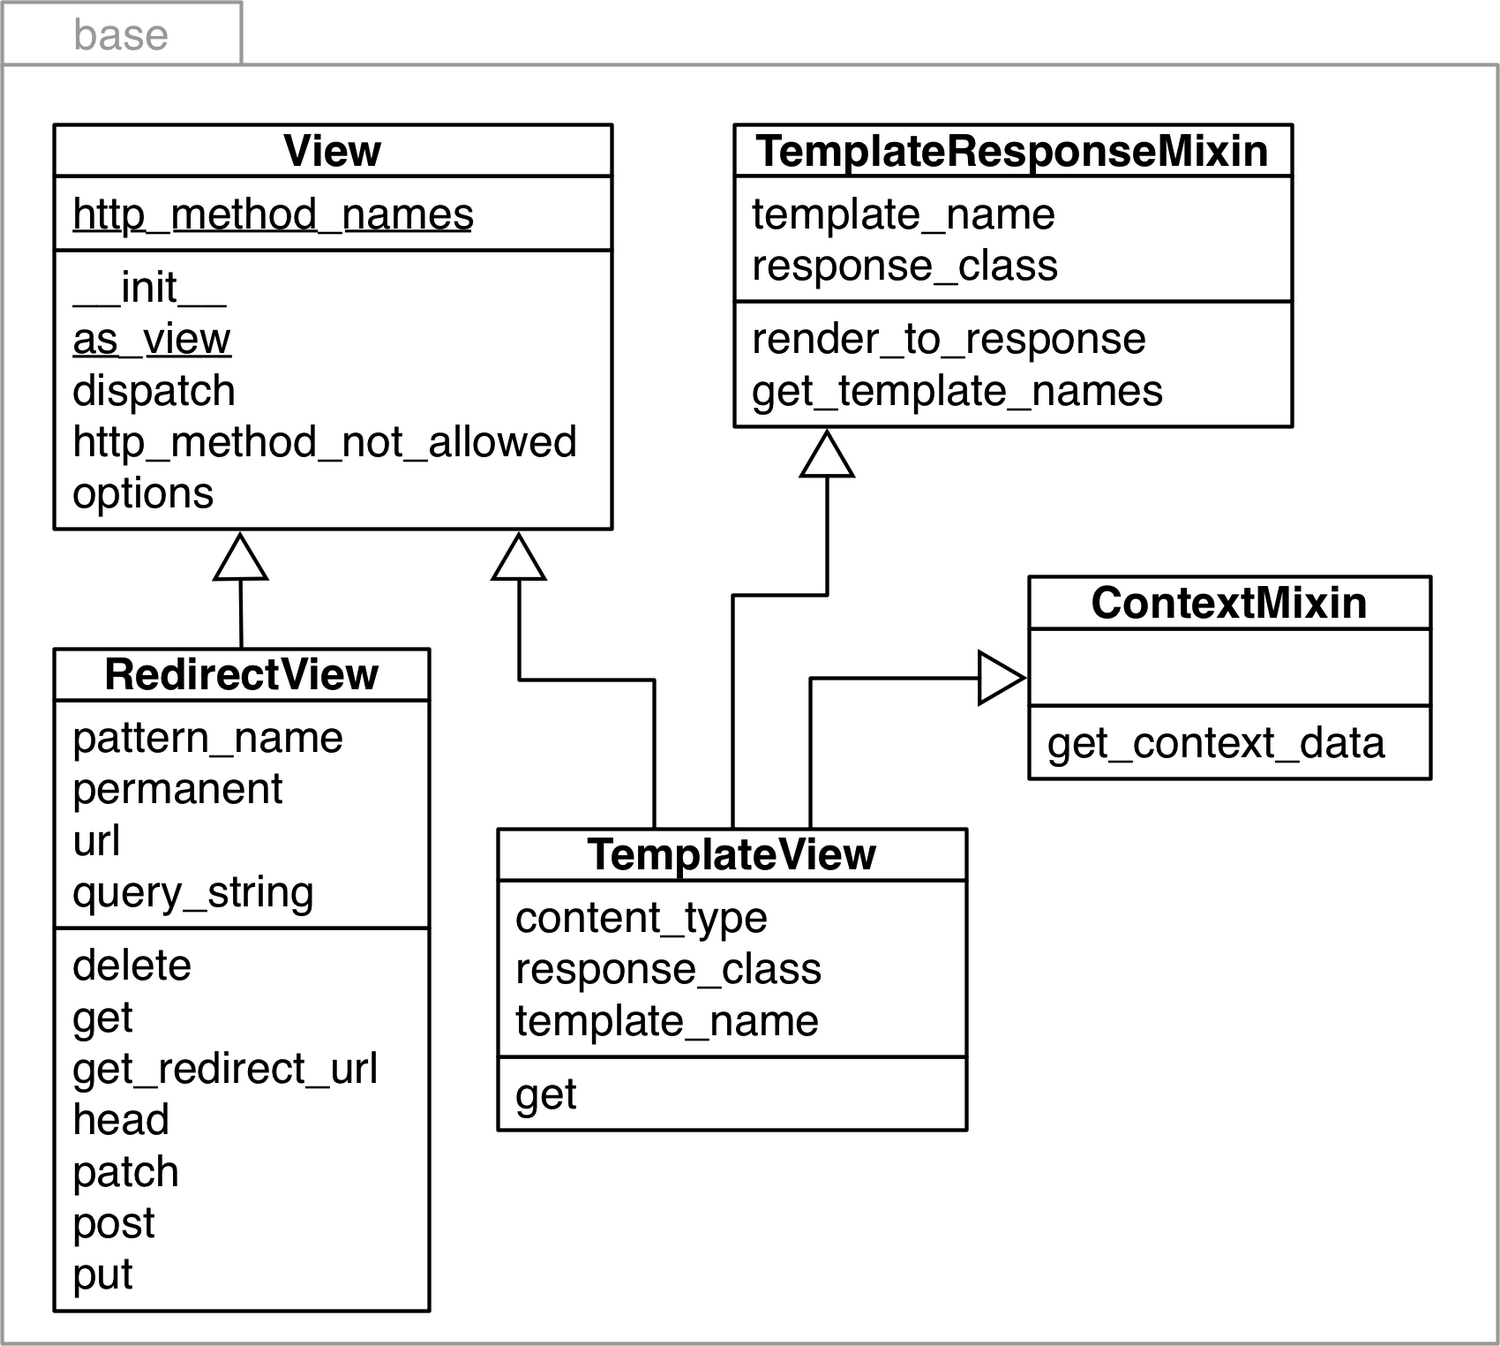 base
View
http_method_names
__init__
as_view
dispatch
http_method_not_allowed
options
TemplateResponseMixin
template_name
response_class
render_to_response
get_template_names
ContextMixin
get_context_data
RedirectView
pattern_name
permanent
url
query_string
delete
get
get_redirect_url
head
patch
post
put
TemplateView
content_type
response_class
template_name
get